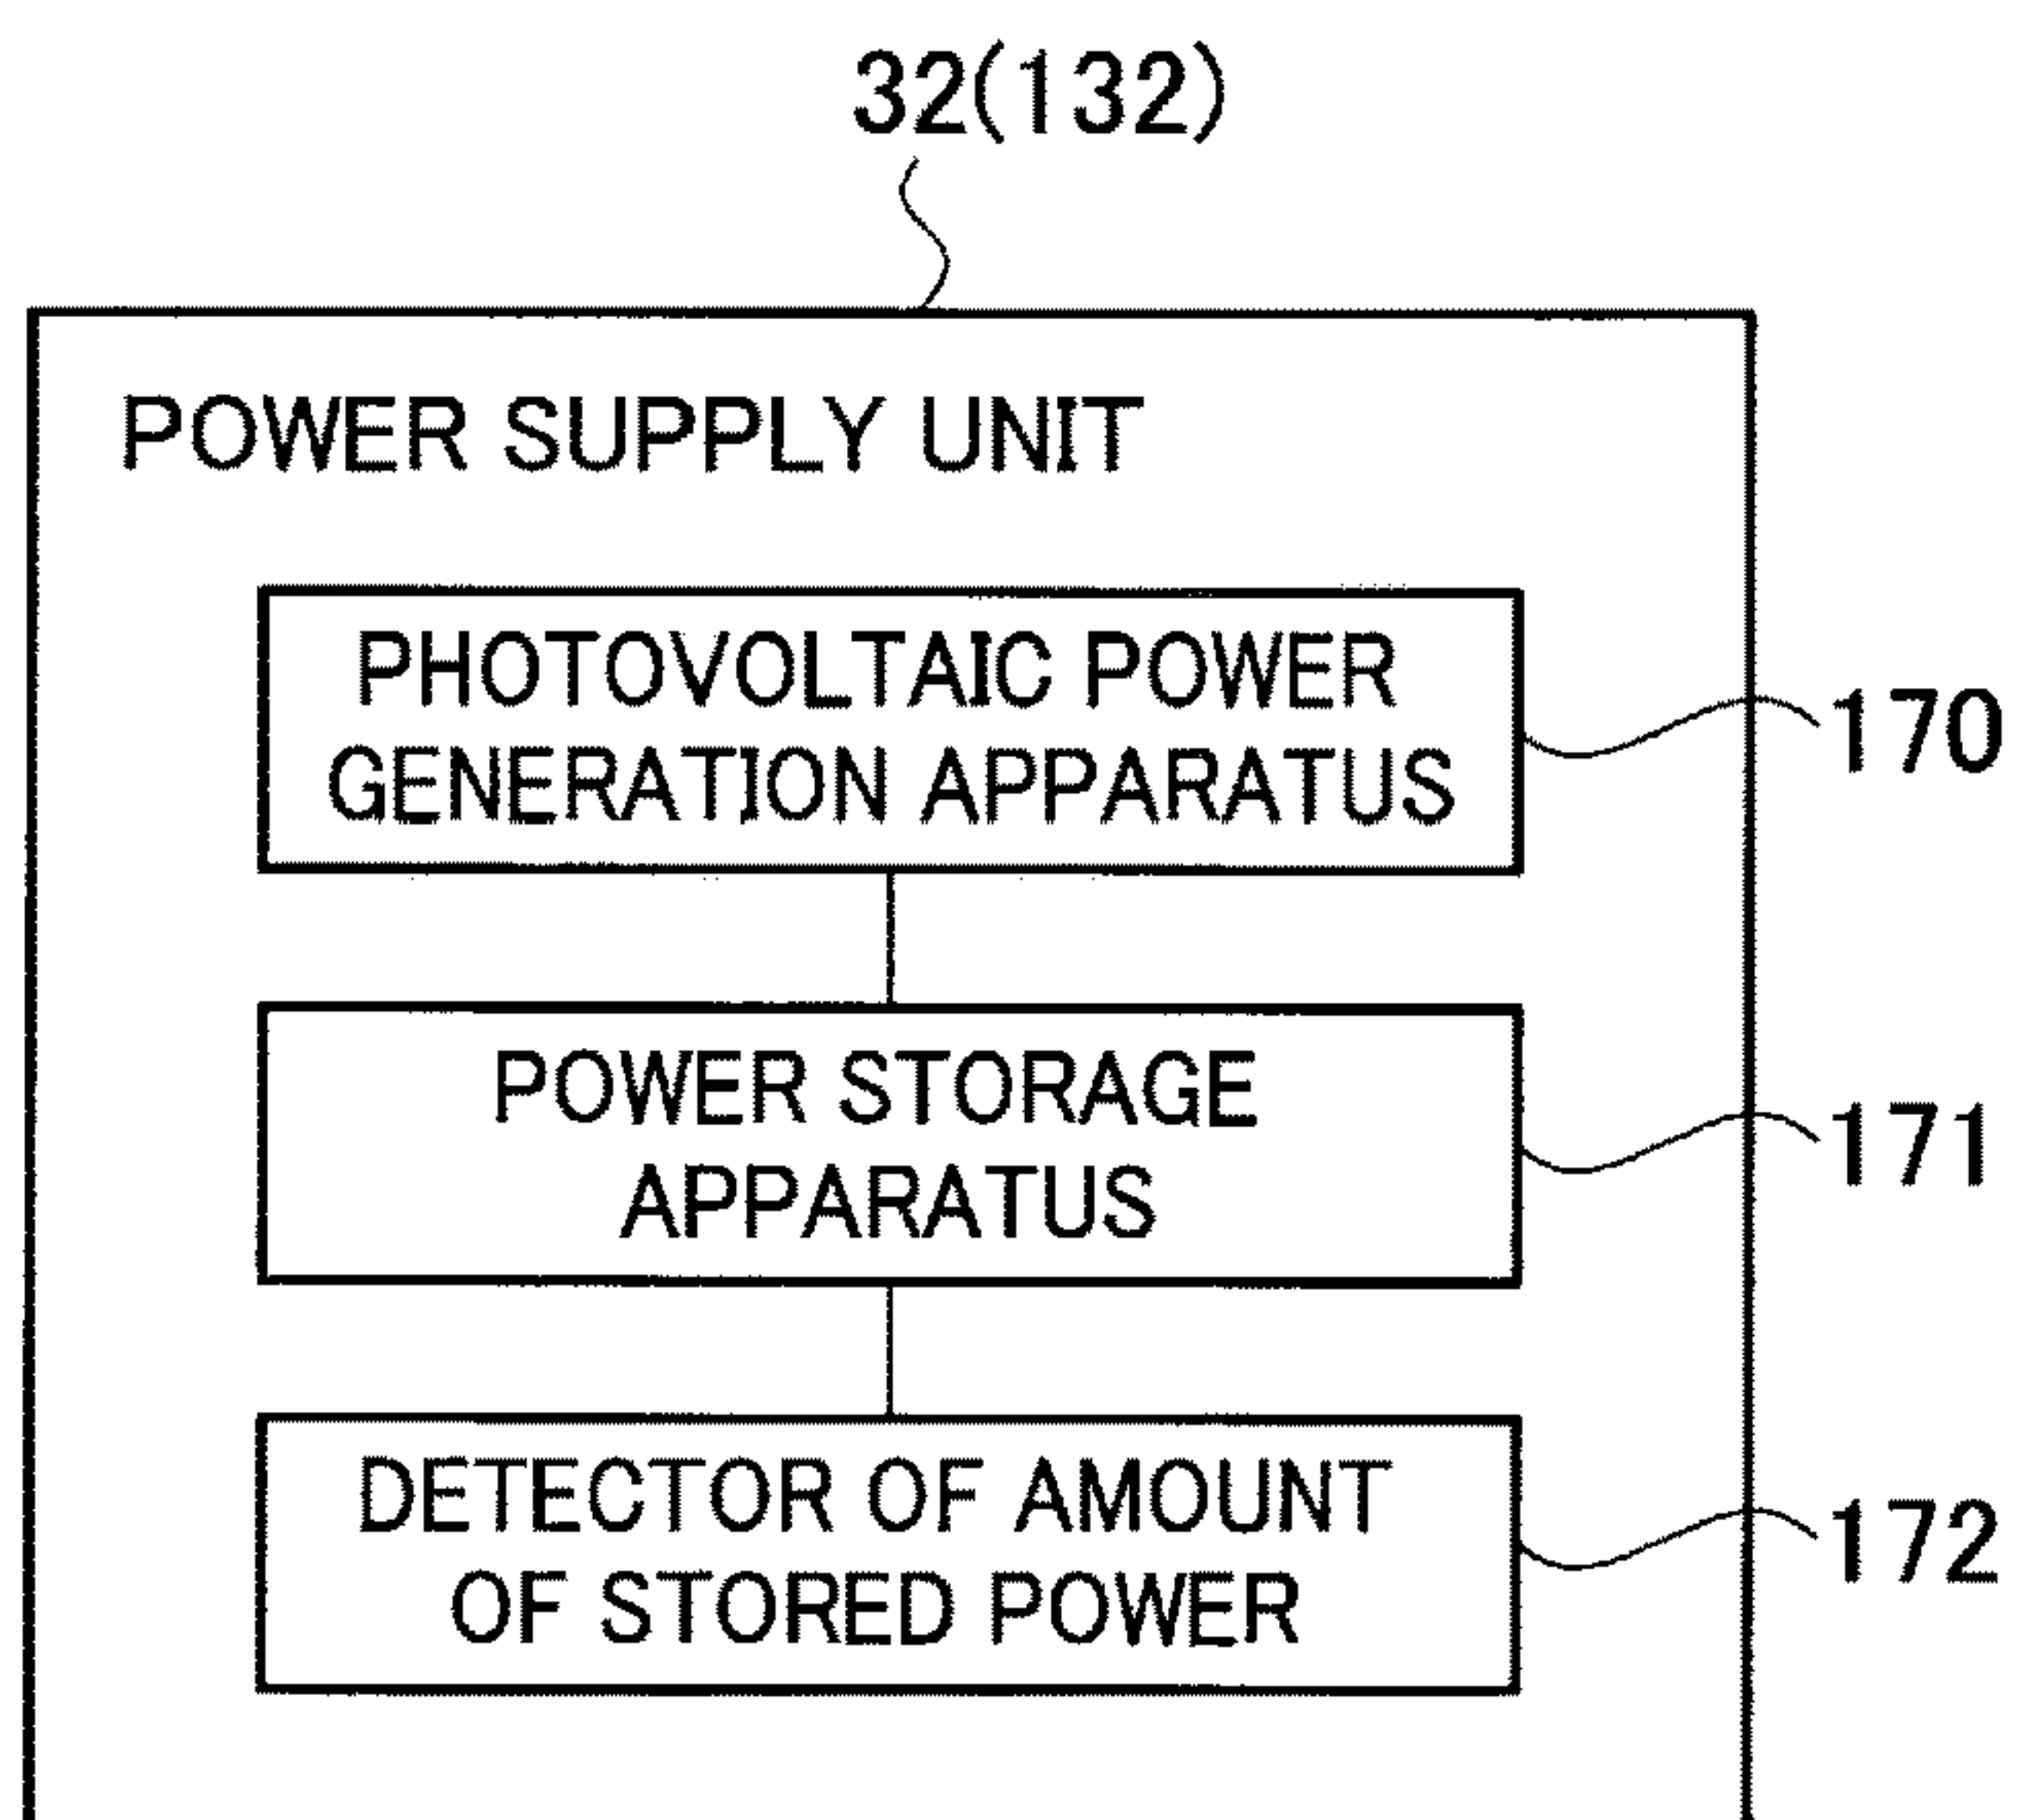 32(132)
POWER SUPPLY UNIT
PHOTOVOLTAIC POWER
GENERATION APPARATUS
170
POWER STORAGE
APPARATUS
171
DETECTOR OF AMOUNT
OF STORED POWER
172